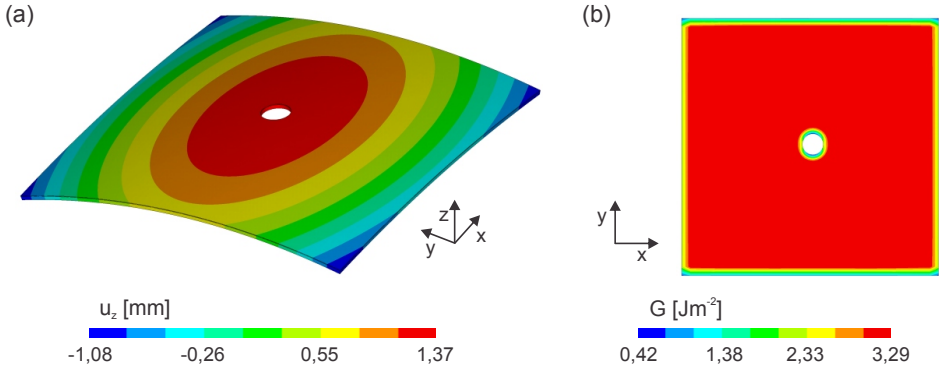 (a)
(b)
z
y
x
y
x
u_z [mm]
-1,08
-0,26
0,55
1,37
G [Jm⁻²]
0,42
1,38
2,33
3,29